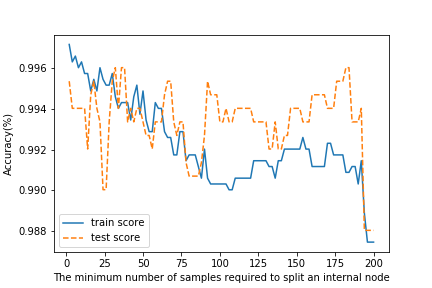 Accuracy(%)
0.996
0.994
0.992
0.990
0.988
train score
test score
0 25 50 75 100 125 150 175 200
The minimum number of samples required to split an internal node